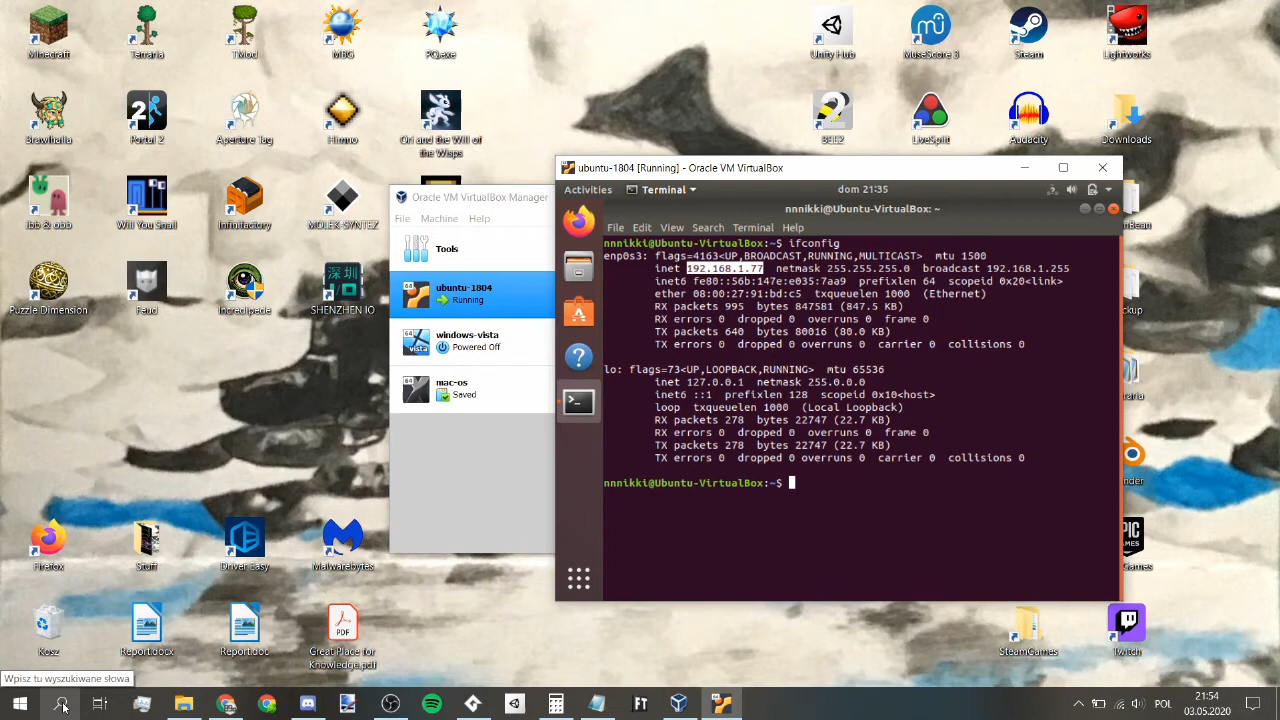 Minecraft
Terraria
TMod
MBG
PQ.exe
Unity Hub
MuseScore 3
Steam
Lightworks
Brawlhalla
Portal 2
Aperture Tag
Himno
Ori and the Will of
the Wisps
BEE2
LiveSplit
Audacity
Downloads
Ibb & obb
Will You Snail
Infinifactory
MOLEK-SYNTEZ
Puzzle Dimension
Feud
Incredipede
深圳
SHENZHEN IO
Oracle VM VirtualBox Manager
File Machine Help
Tools
ubuntu-1804
Running
windows-vista
Powered Off
mac-os
Saved
ubuntu-1804 [Running] - Oracle VM VirtualBox
Activities Terminal dom 21:35
nnnikki@Ubuntu-VirtualBox: ~
File Edit View Search Terminal Help
nnnikki@Ubuntu-VirtualBox:~$ ifconfig
enp0s3: flags=4163<UP,BROADCAST,RUNNING,MULTICAST> mtu 1500
inet 192.168.1.77 netmask 255.255.255.0 broadcast 192.168.1.255
inet6 fe80::56b:147e:e035:7aa9 prefixlen 64 scopeid 0x20<link>
ether 08:00:27:91:bd:c5 txqueuelen 1000 (Ethernet)
RX packets 995 bytes 847581 (847.5 KB)
RX errors 0 dropped 0 overruns 0 frame 0
TX packets 640 bytes 80016 (80.0 KB)
TX errors 0 dropped 0 overruns 0 carrier 0 collisions 0
lo: flags=73<UP,LOOPBACK,RUNNING> mtu 65536
inet 127.0.0.1 netmask 255.0.0.0
inet6 ::1 prefixlen 128 scopeid 0x10<host>
loop txqueuelen 1000 (Local Loopback)
RX packets 278 bytes 22747 (22.7 KB)
RX errors 0 dropped 0 overruns 0 frame 0
TX packets 278 bytes 22747 (22.7 KB)
TX errors 0 dropped 0 overruns 0 carrier 0 collisions 0
nnnikki@Ubuntu-VirtualBox:~$
Firefox
Stuff
Driver Easy
Malwarebytes
EPIC
GAMES
Kosz
Report.docx
Report.doc
PDF
Great Place for
Knowledge.pdf
SteamGames
Twitch
Wpisz tu wyszukiwane słowa
POL
21:54
03.05.2020